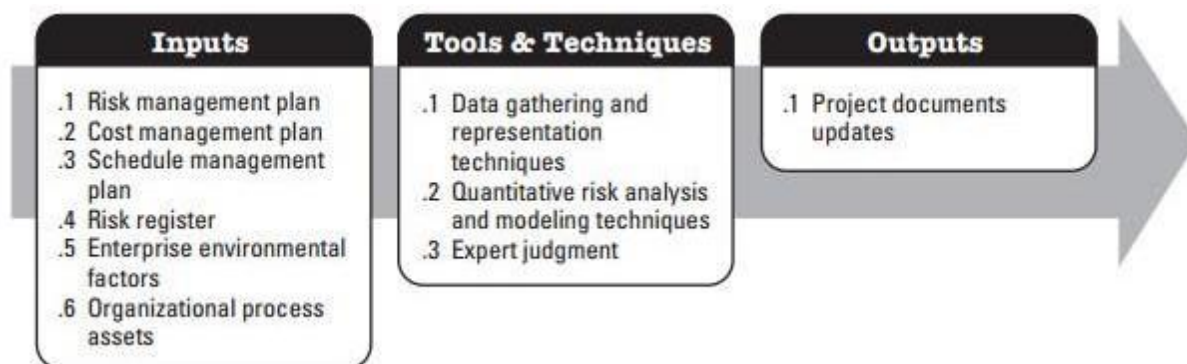 Inputs
.1 Risk management plan
.2 Cost management plan
.3 Schedule management
plan
.4 Risk register
.5 Enterprise environmental
factors
.6 Organizational process
assets
Tools & Techniques
.1 Data gathering and
representation
techniques
.2 Quantitative risk analysis
and modeling techniques
.3 Expert judgment
Outputs
.1 Project documents
updates